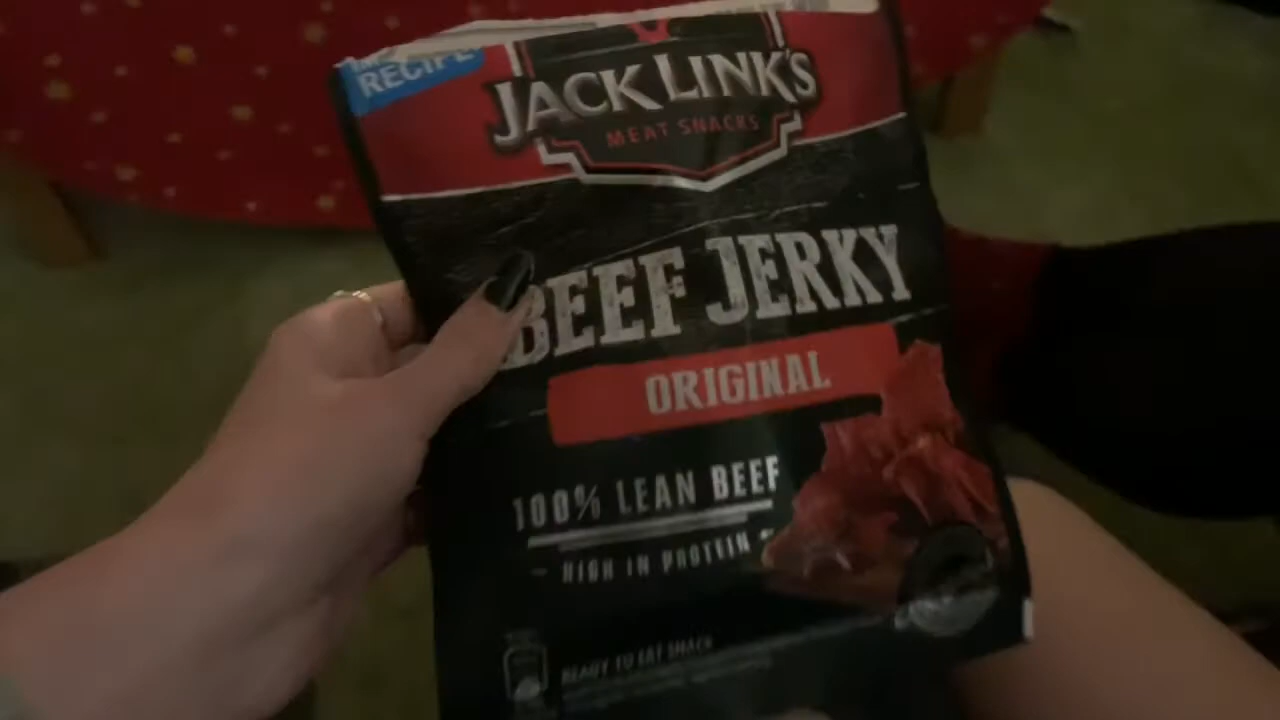 RECIPE
JACK LINK'S
MEAT SNACKS
BEEF JERKY
ORIGINAL
100% LEAN BEEF
HIGH IN PROTEIN
READY TO EAT SNACK